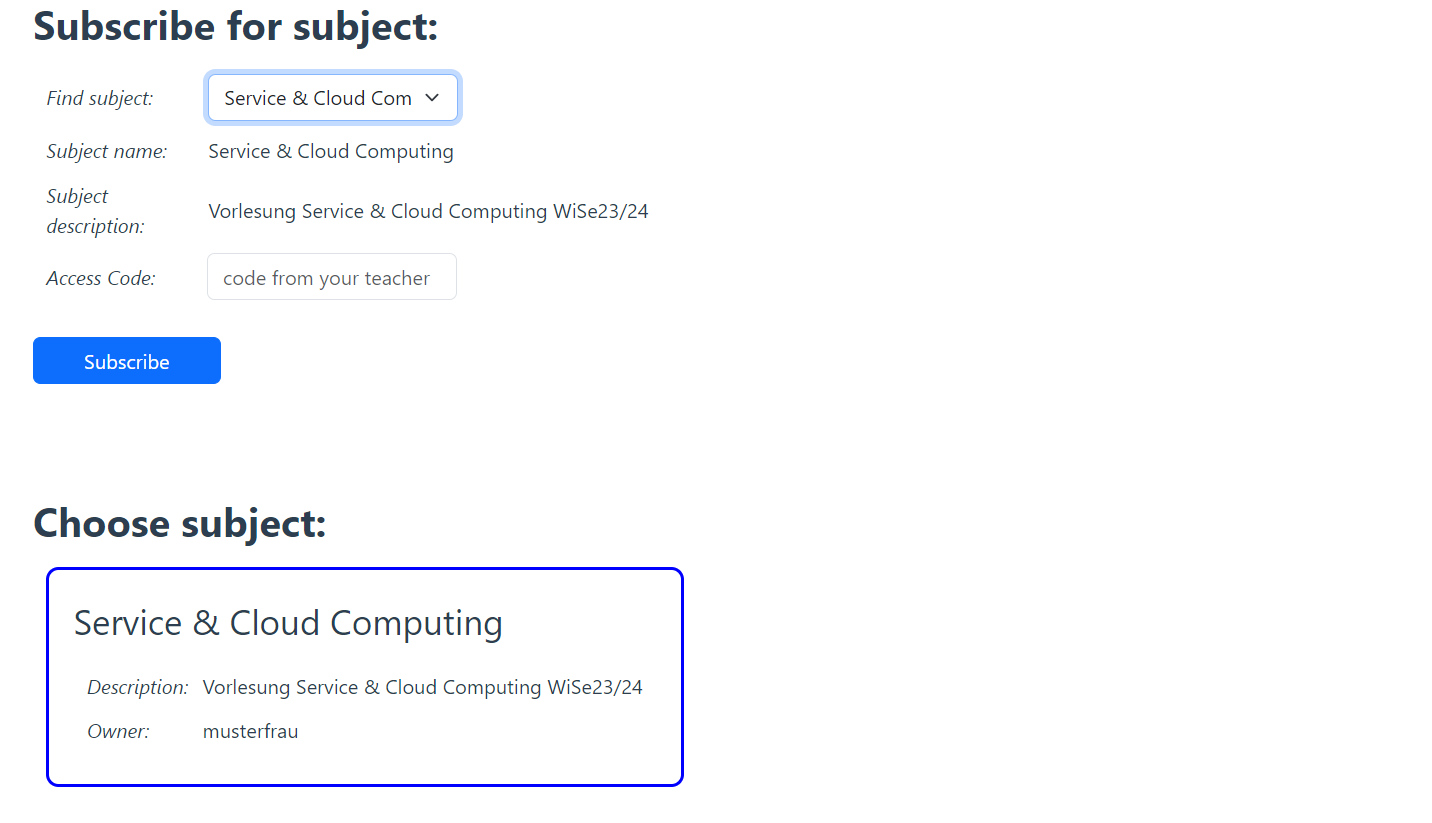 Subscribe for subject:
Find subject: Service & Cloud Com
Subject name: Service & Cloud Computing
Subject
description: Vorlesung Service & Cloud Computing WiSe23/24
Access Code: code from your teacher
Subscribe
Choose subject:
Service & Cloud Computing
Description: Vorlesung Service & Cloud Computing WiSe23/24
Owner: musterfrau